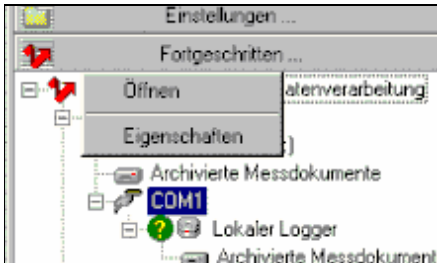 Einstellungen ...
Fortgeschritten ...
Öffnen
atenverarbeitung
Eigenschaften
)
Archivierte Messdokumente
COM1
? Lokaler Logger
Archivierte Messdokument